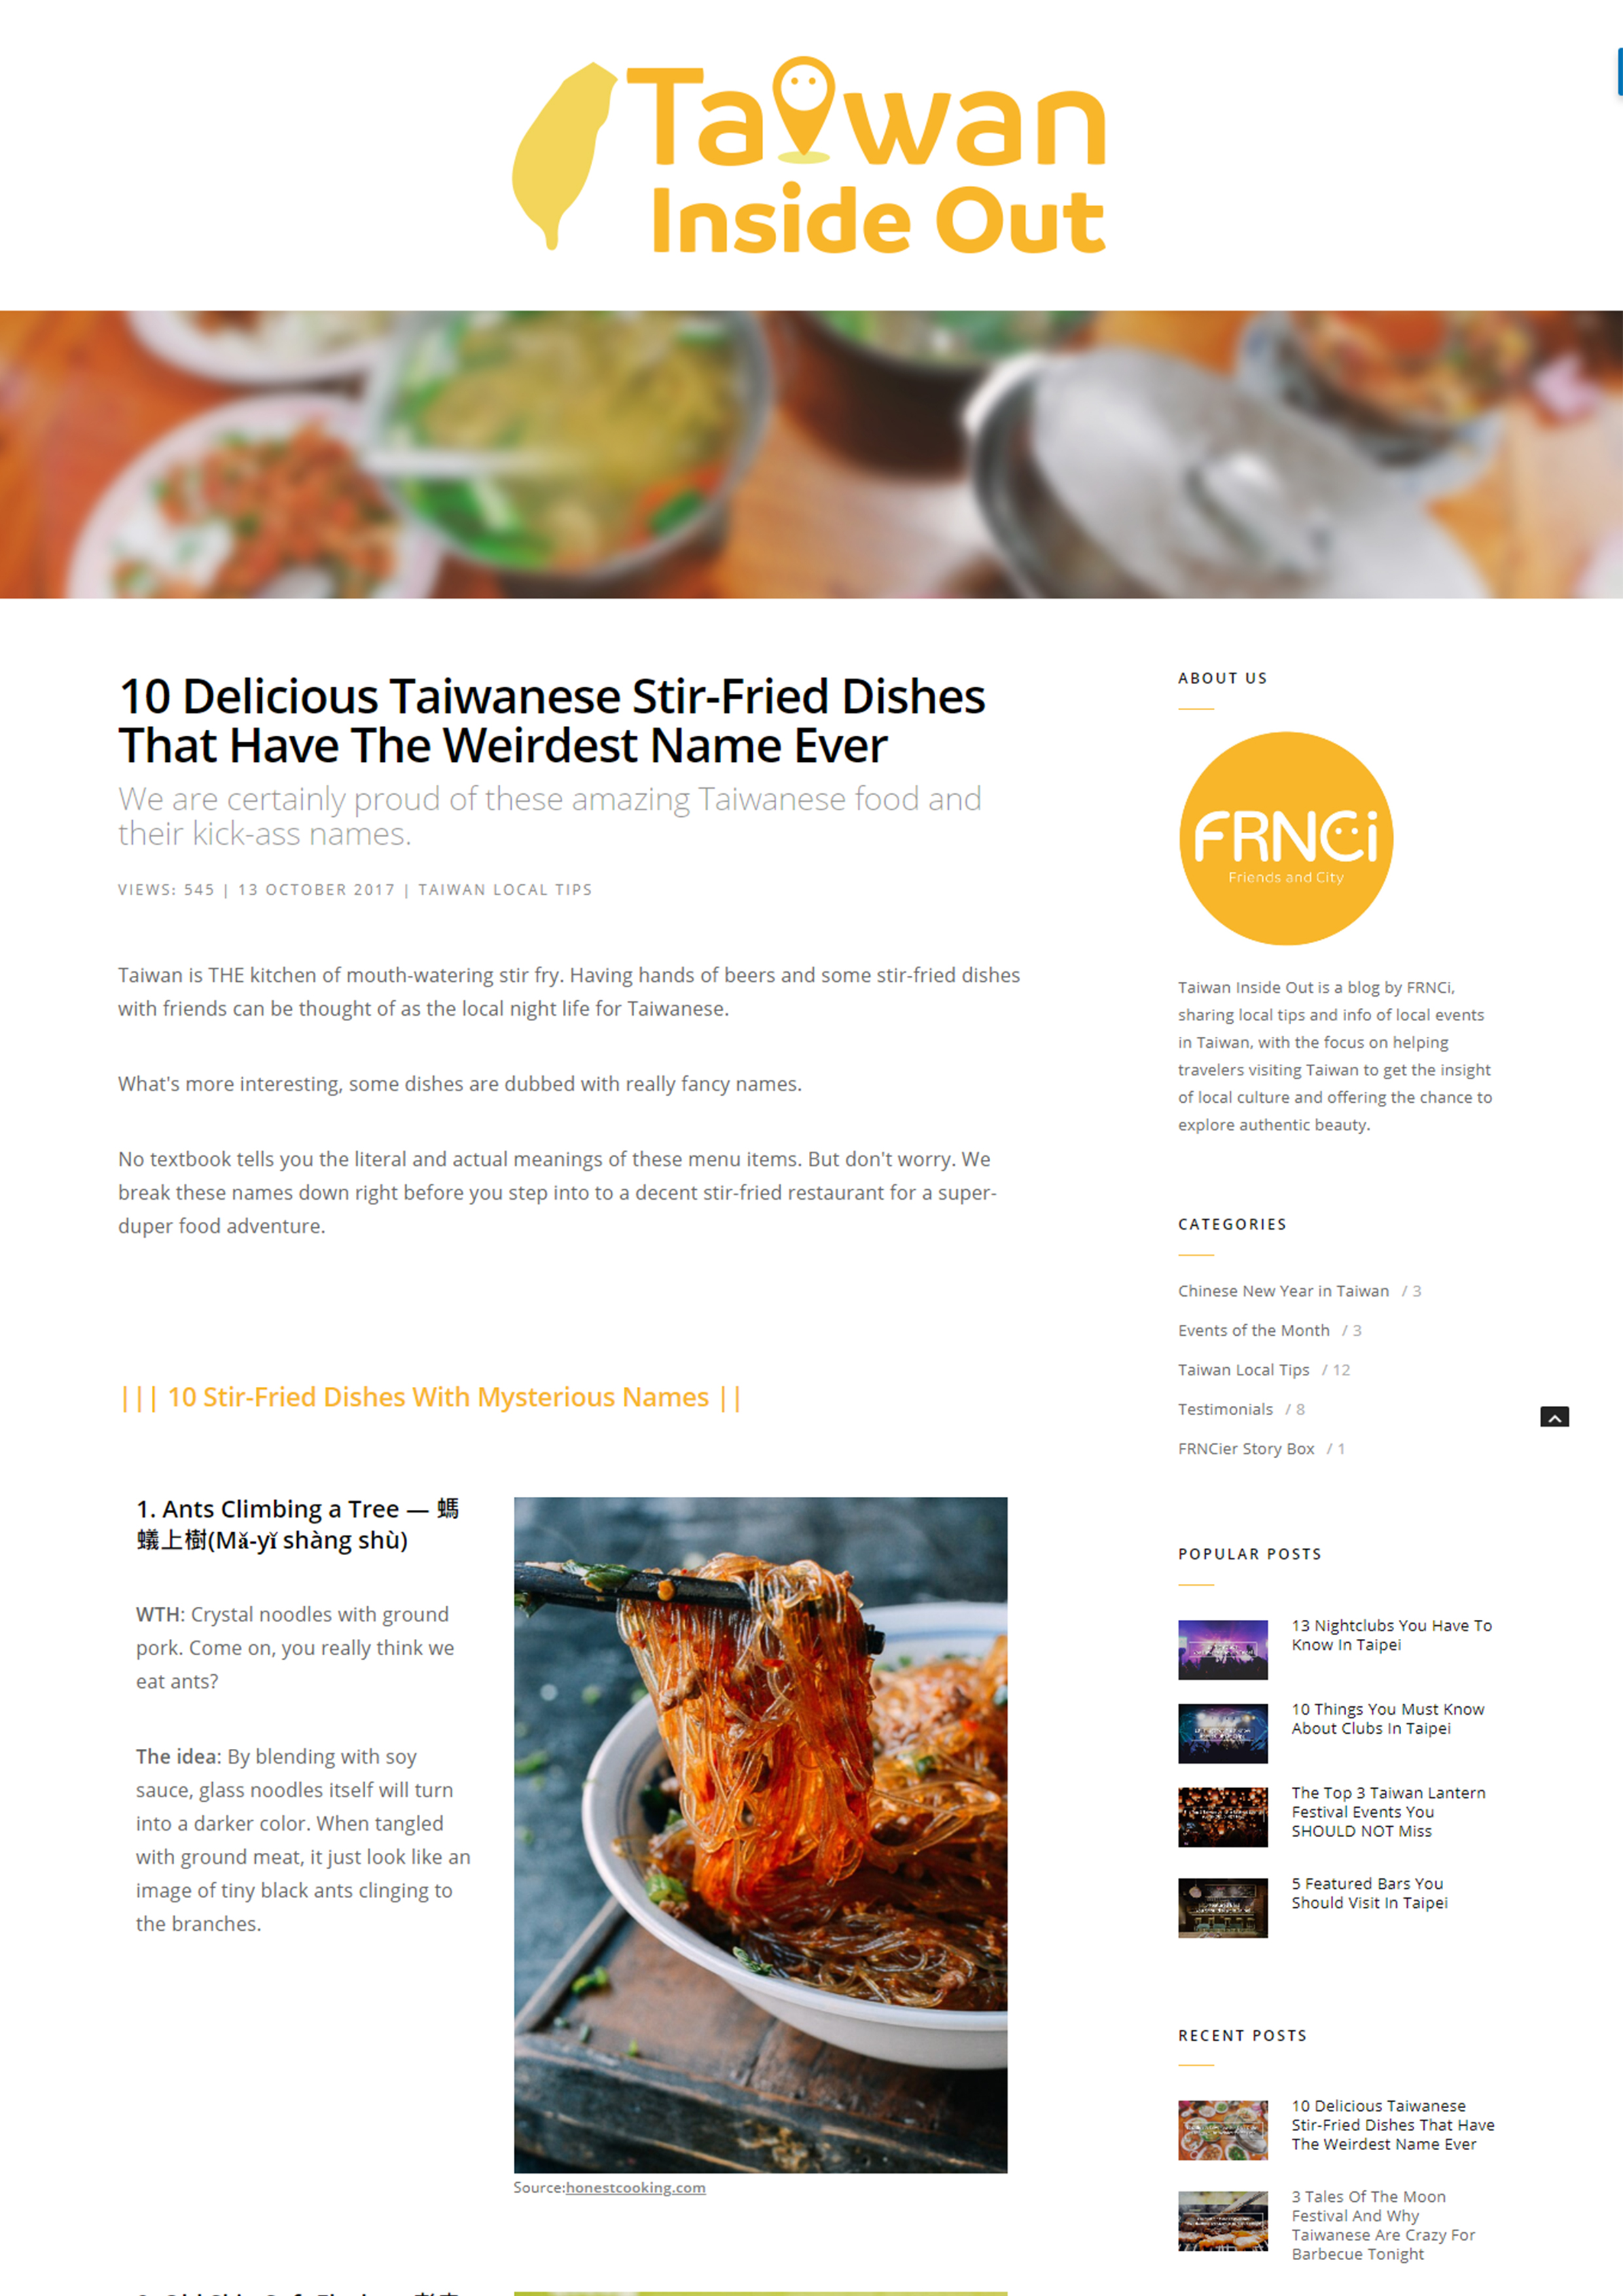 Taiwan
Inside Out
10 Delicious Taiwanese Stir-Fried Dishes
That Have The Weirdest Name Ever
We are certainly proud of these amazing Taiwanese food and
their kick-ass names.
VIEWS: 545 | 13 OCTOBER 2017 | TAIWAN LOCAL TIPS
Taiwan is THE kitchen of mouth-watering stir fry. Having hands of beers and some stir-fried dishes
with friends can be thought of as the local night life for Taiwanese.
What's more interesting, some dishes are dubbed with really fancy names.
No textbook tells you the literal and actual meanings of these menu items. But don't worry. We
break these names down right before you step into to a decent stir-fried restaurant for a super-
duper food adventure.
||| 10 Stir-Fried Dishes With Mysterious Names ||
1. Ants Climbing a Tree — 螞
蟻上樹(Mǎ-yǐ shàng shù)
WTH: Crystal noodles with ground
pork. Come on, you really think we
eat ants?
The idea: By blending with soy
sauce, glass noodles itself will turn
into a darker color. When tangled
with ground meat, it just look like an
image of tiny black ants clinging to
the branches.
Source:honestcooking.com
ABOUT US
FRNCi
Friends and City
Taiwan Inside Out is a blog by FRNCi,
sharing local tips and info of local events
in Taiwan, with the focus on helping
travelers visiting Taiwan to get the insight
of local culture and offering the chance to
explore authentic beauty.
CATEGORIES
Chinese New Year in Taiwan / 3
Events of the Month / 3
Taiwan Local Tips / 12
Testimonials / 8
FRNCier Story Box / 1
POPULAR POSTS
13 Nightclubs You Have To
Know In Taipei
10 Things You Must Know
About Clubs In Taipei
The Top 3 Taiwan Lantern
Festival Events You
SHOULD NOT Miss
5 Featured Bars You
Should Visit In Taipei
RECENT POSTS
10 Delicious Taiwanese
Stir-Fried Dishes That Have
The Weirdest Name Ever
3 Tales Of The Moon
Festival And Why
Taiwanese Are Crazy For
Barbecue Tonight